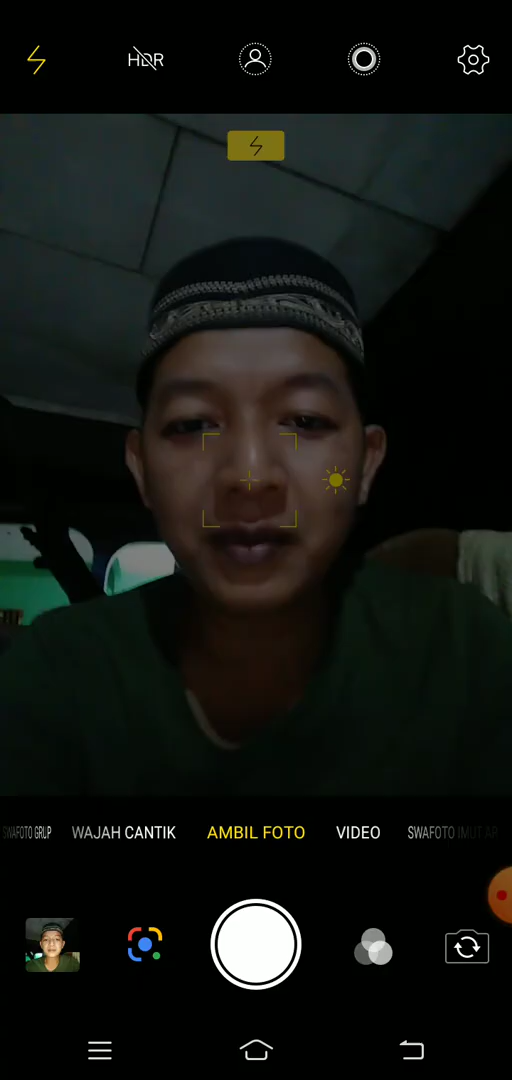 HDR
SWAFOTO GRUP
WAJAH CANTIK
AMBIL FOTO
VIDEO
SWAFOTO IMUT AR